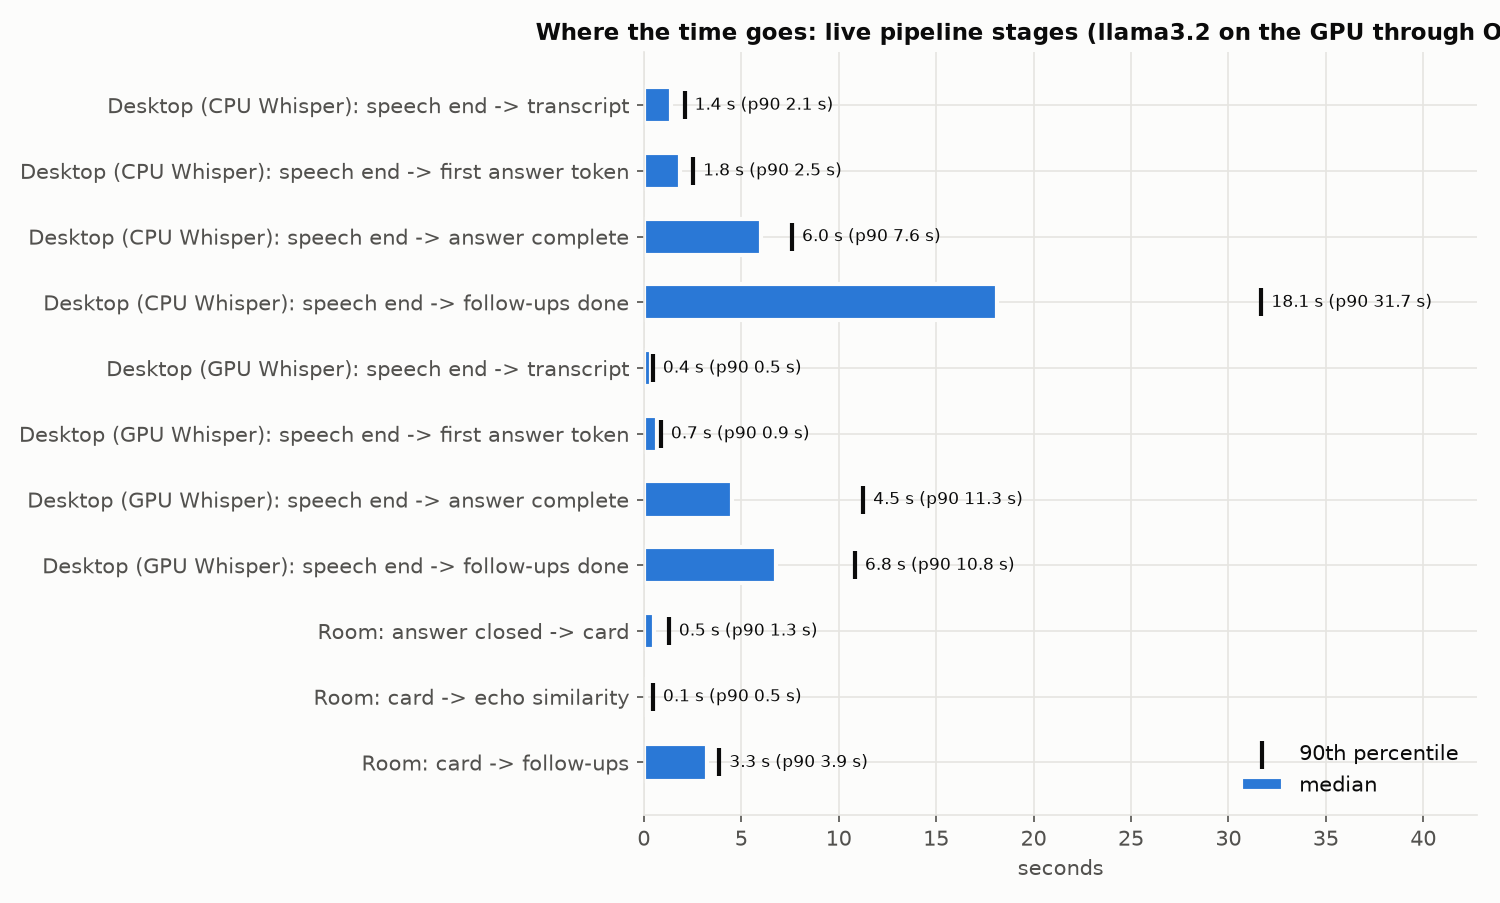 Where the time goes: live pipeline stages (llama3.2 on the GPU through O
Desktop (CPU Whisper): speech end -> transcript
1.4 s (p90 2.1 s)
Desktop (CPU Whisper): speech end -> first answer token
1.8 s (p90 2.5 s)
Desktop (CPU Whisper): speech end -> answer complete
6.0 s (p90 7.6 s)
Desktop (CPU Whisper): speech end -> follow-ups done
18.1 s (p90 31.7 s)
Desktop (GPU Whisper): speech end -> transcript
0.4 s (p90 0.5 s)
Desktop (GPU Whisper): speech end -> first answer token
0.7 s (p90 0.9 s)
Desktop (GPU Whisper): speech end -> answer complete
4.5 s (p90 11.3 s)
Desktop (GPU Whisper): speech end -> follow-ups done
6.8 s (p90 10.8 s)
Room: answer closed -> card
0.5 s (p90 1.3 s)
Room: card -> echo similarity
0.1 s (p90 0.5 s)
Room: card -> follow-ups
3.3 s (p90 3.9 s)
90th percentile
median
0 5 10 15 20 25 30 35 40
seconds